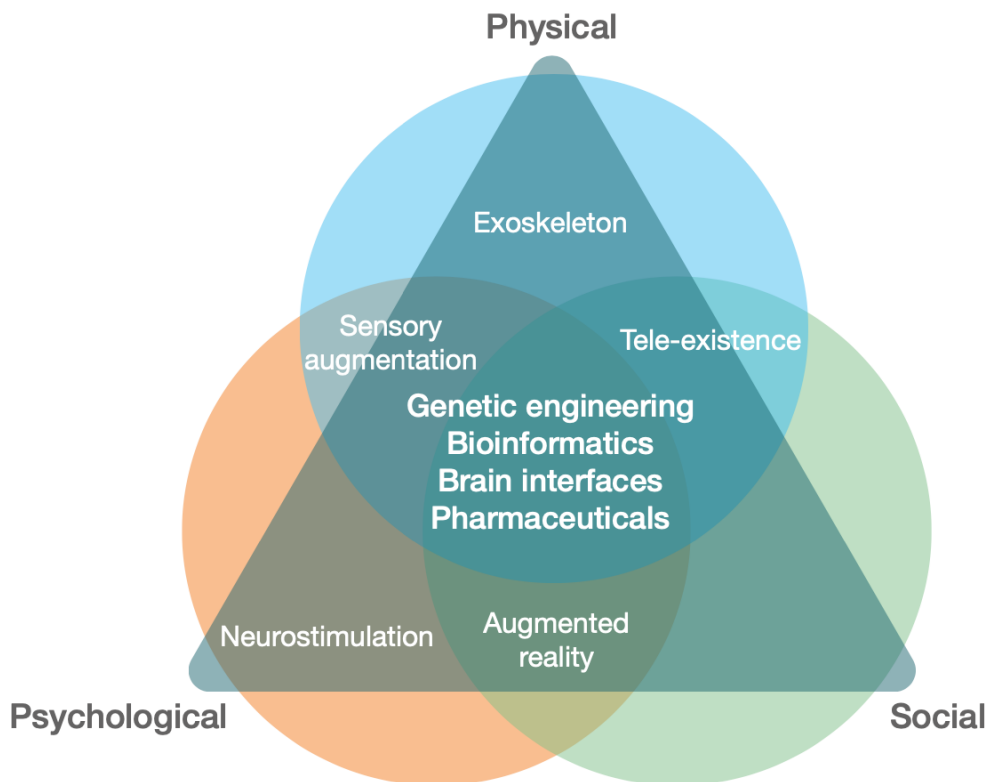 Physical
Exoskeleton
Sensory
augmentation
Tele-existence
Genetic engineering
Bioinformatics
Brain interfaces
Pharmaceuticals
Neurostimulation
Augmented
reality
Psychological
Social